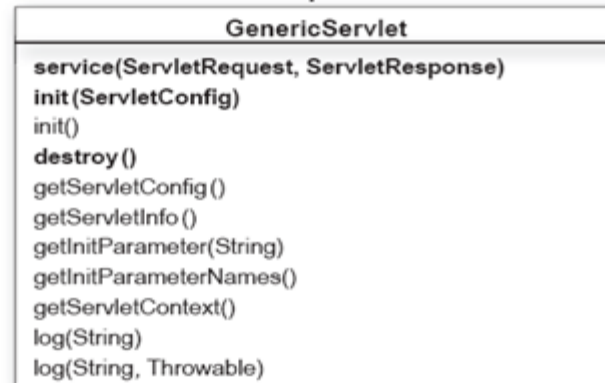 GenericServlet
service(ServletRequest, ServletResponse)
init(ServletConfig)
init()
destroy()
getServletConfig()
getServletInfo()
getInitParameter(String)
getInitParameterNames()
getServletContext()
log(String)
log(String, Throwable)